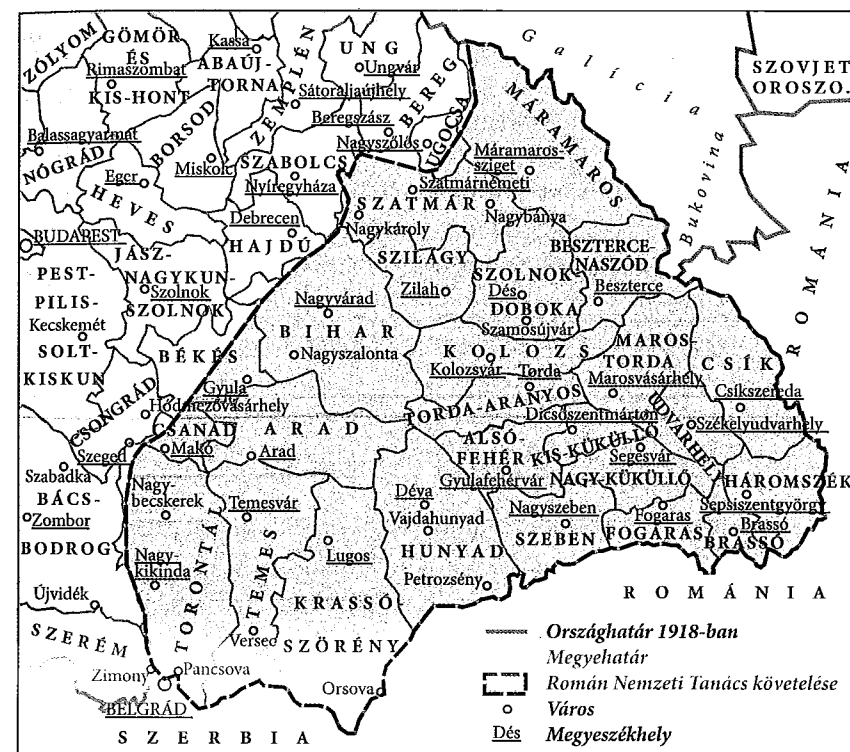 ZÓLYOM
GÖMÖR
ÉS
Rimaszombat
KIS-HONT
Kassa
ABAÚJ-
TORNA
ZEMPLÉN
Sátoraljaújhely
UNG
Ungvár
BEREG
Beregszász
UGOCSA
Nagyszőlős
Galícia
SZOVJET
OROSZO.
Balassagyarmat
NÓGRÁD
BORSOD
Miskolc
Eger
HEVES
SZABOLCS
Nyíregyháza
MÁRAMAROS
Máramaros-
sziget
Bukovina
ROMÁNIA
Szatmárnémeti
SZATMÁR
Nagykároly
Nagybánya
Debrecen
HAJDÚ
BUDAPEST
PEST-
PILIS-
Kecskemét
SOLT-
KISKUN
JÁSZ-
NAGYKUN-
Szolnok
SZOLNOK
SZILÁGY
Zilah
SZOLNOK-
Dés
DOBOKA
Szamosújvár
BESZTERCE-
NASZÓD
Beszterce
Nagyvárad
BIHAR
Nagyszalonta
KOLOZS
Kolozsvár
Torda
TORDA-ARANYOS
MAROS-
TORDA
Marosvásárhely
CSÍK
Csíkszereda
BÉKÉS
Gyula
CSONGRÁD
Hódmezővásárhely
CSANÁD
Szeged
Makó
ARAD
Arad
Dicsőszentmárton
UDVARHELY
Székelyudvarhely
ALSÓ-
FEHÉR
KIS-KÜKÜLLŐ
Segesvár
Gyulafehérvár
NAGY-KÜKÜLLŐ
HÁROMSZÉK
Sepsiszentgyörgy
Szabadka
BÁCS-
Zombor
BODROG
Nagy-
becskerek
Temesvár
Déva
Vajdahunyad
HUNYAD
Petrozsény
Nagyszeben
SZEBEN
Fogaras
FOGARAS
Brassó
BRASSÓ
Nagy-
kikinda
TORONTÁL
TEMES
Lugos
KRASSÓ-
SZÖRÉNY
Újvidék
SZERÉM
Versec
Zimony
Pancsova
BELGRÁD
Orsova
SZERBIA
ROMÁNIA
Országhatár 1918-ban
Megyehatár
Román Nemzeti Tanács követelése
Város
Dés Megyeszékhely